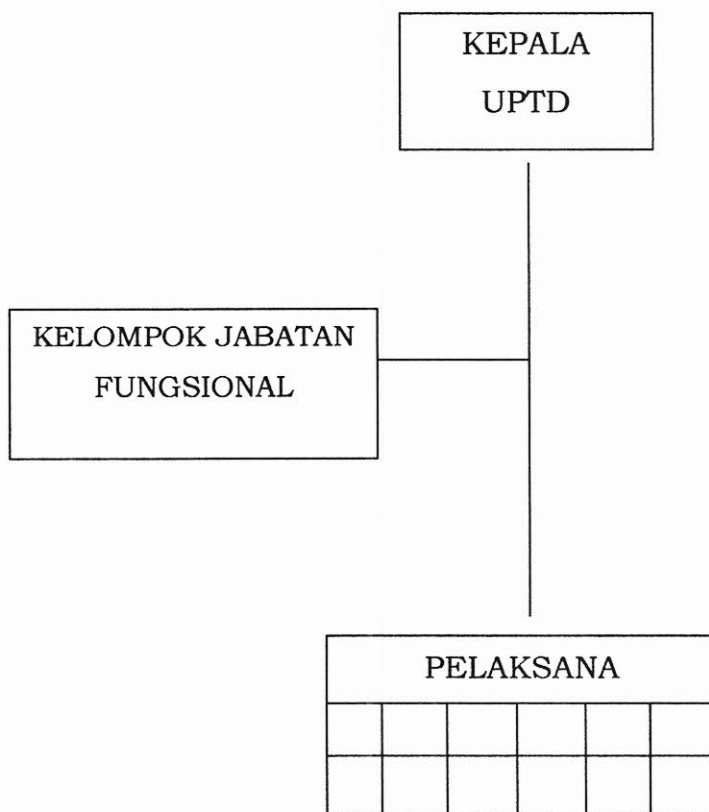 KEPALA
UPTD
KELOMPOK JABATAN
FUNGSIONAL
PELAKSANA